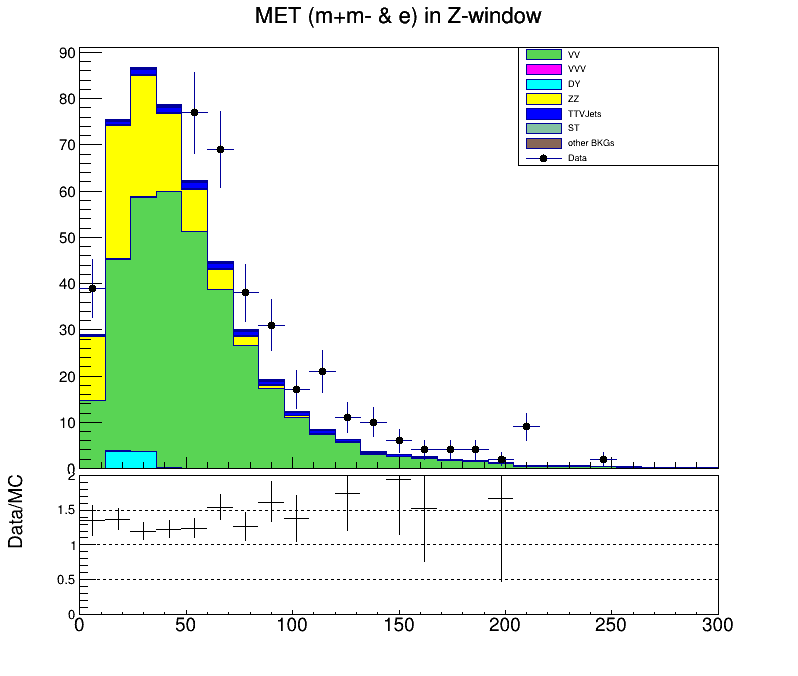 MET (m+m- & e) in Z-window
90
80
70
60
50
40
30
20
10
0
VV
VVV
DY
ZZ
TTVJets
ST
other BKGs
Data
Data/MC
2
1.5
1
0.5
0
0 50 100 150 200 250 300